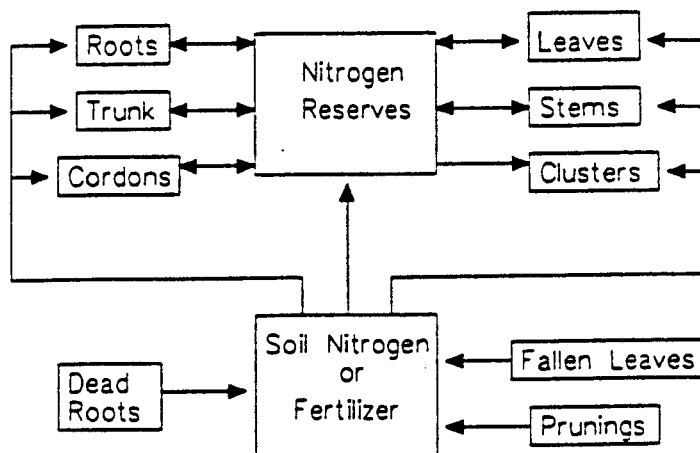 Roots
Trunk
Cordons
Nitrogen
Reserves
Leaves
Stems
Clusters
Soil Nitrogen
or
Fertilizer
Dead
Roots
Fallen Leaves
Prunings